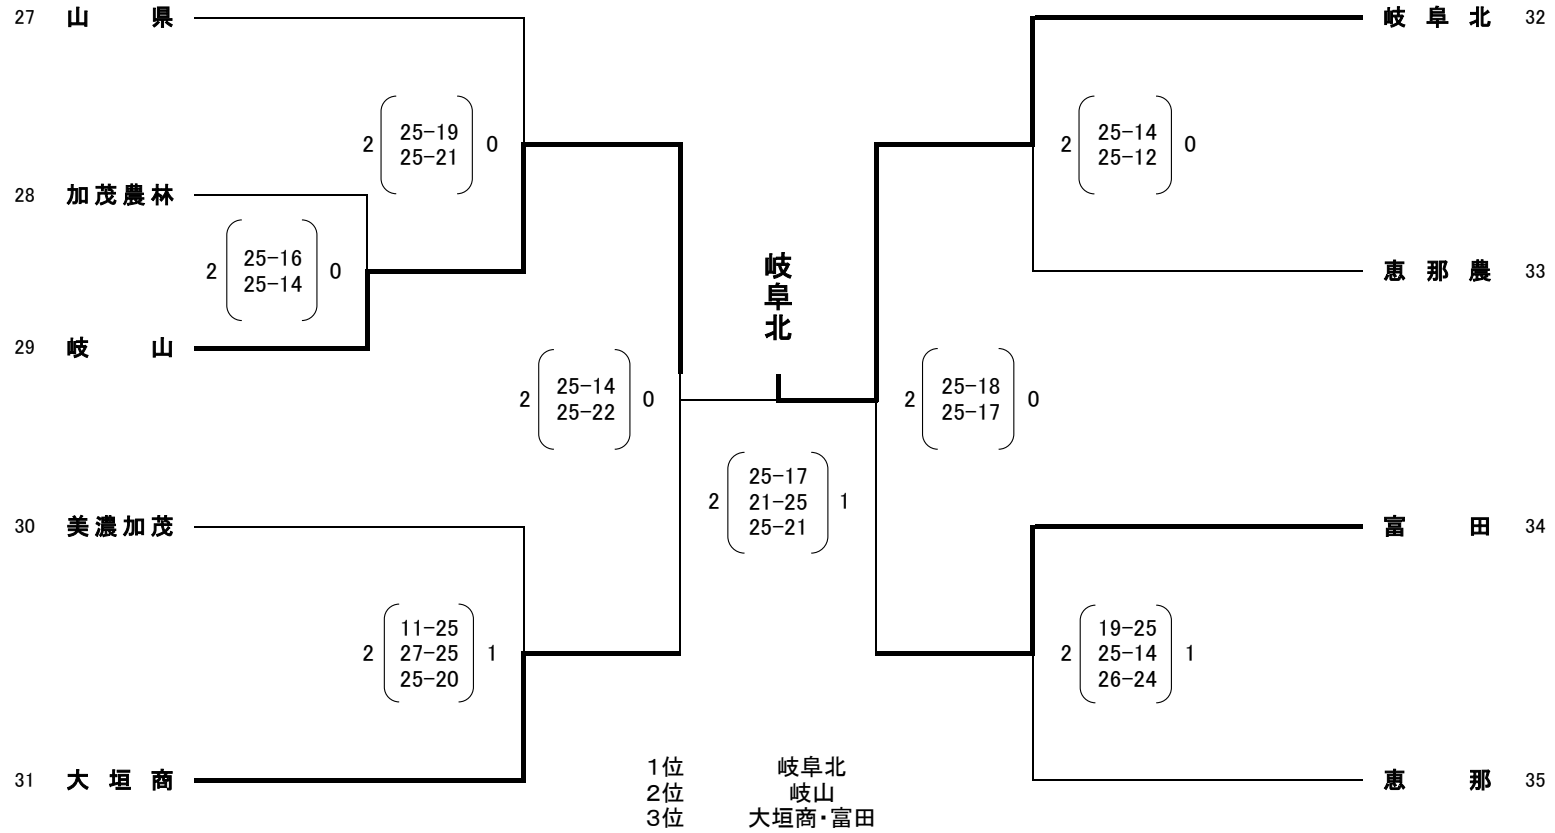 27 山県
岐阜北 32
2 25-19 0
25-21
2 25-14 0
25-12
28 加茂農林
2 25-16 0
25-14
岐阜北
恵那農 33
29 岐山
2 25-14 0
25-22
2 25-18 0
25-17
2 25-17 1
21-25
25-21
30 美濃加茂
富田 34
2 11-25 1
27-25
25-20
2 19-25 1
25-14
26-24
31 大垣商
恵那 35
1位 岐阜北
2位 岐山
3位 大垣商・富田